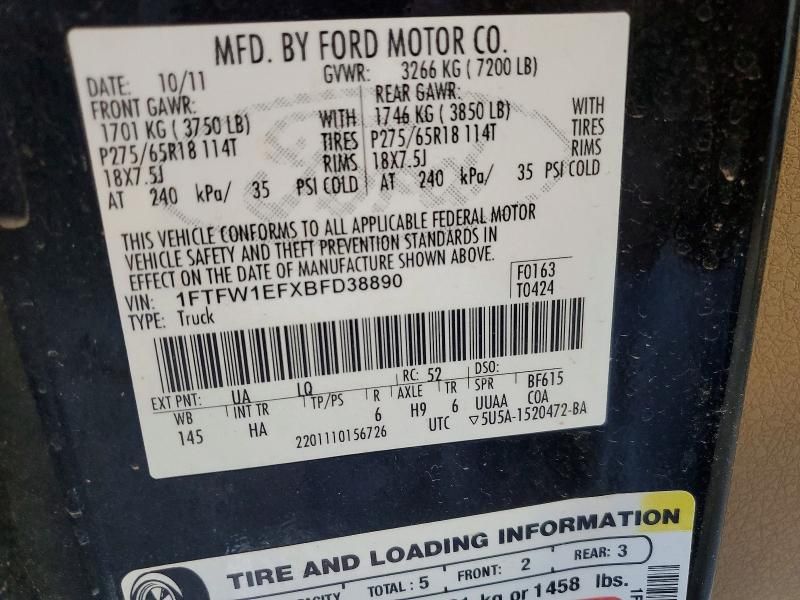 MFD. BY FORD MOTOR CO.
DATE: 10/11 GVWR: 3266 KG ( 7200 LB)
FRONT GAWR: REAR GAWR:
1701 KG ( 3750 LB) WITH 1746 KG ( 3850 LB) WITH
P275/65R18 114T TIRES P275/65R18 114T TIRES
18X7.5J RIMS 18X7.5J RIMS
AT 240 kPa/ 35 PSI COLD AT 240 kPa/ 35 PSI COLD
THIS VEHICLE CONFORMS TO ALL APPLICABLE FEDERAL MOTOR
VEHICLE SAFETY AND THEFT PREVENTION STANDARDS IN
EFFECT ON THE DATE OF MANUFACTURE SHOWN ABOVE.
VIN: 1FTFW1EFXBFD38890 F0163
TYPE: Truck T0424
EXT PNT: UA LQ RC: 52 DSO:
WB INT TR TP/PS R AXLE TR SPR BF615
145 HA 6 H9 6 UUAA COA
2201110156726 UTC ▽5U5A-1520472-BA
TIRE AND LOADING INFORMATION
TOTAL : 5 FRONT: 2 REAR: 3
kg or 1458 lbs.